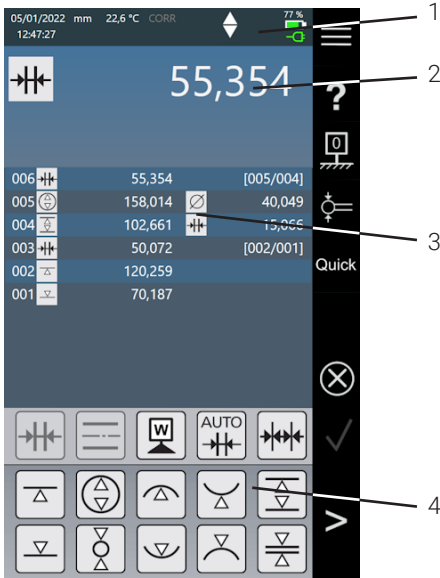 05/01/2022 mm 22,6 °C CORR 77 %
12:47:27
1
55,354
2
?
0
006 55,354 [005/004]
005 158,014 40,049
004 102,661 15,066
003 50,072 [002/001]
3
002 120,259
Quick
001 70,187
W
AUTO
4
>